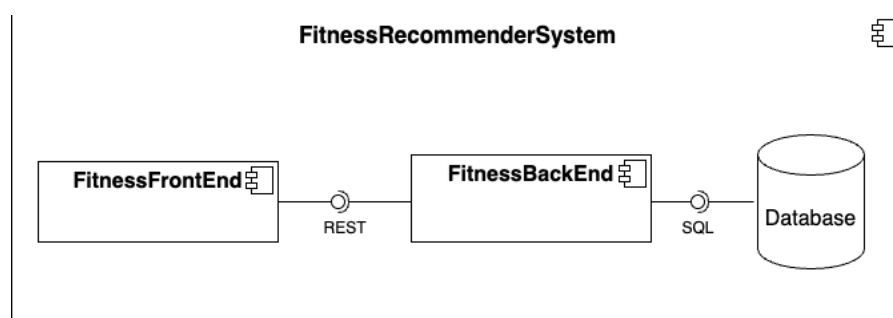 FitnessRecommenderSystem
FitnessFrontEnd
REST
FitnessBackEnd
SQL
Database